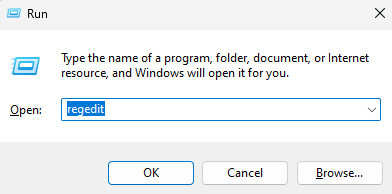 Run
Type the name of a program, folder, document, or Internet
resource, and Windows will open it for you.
Open: regedit
OK Cancel Browse...